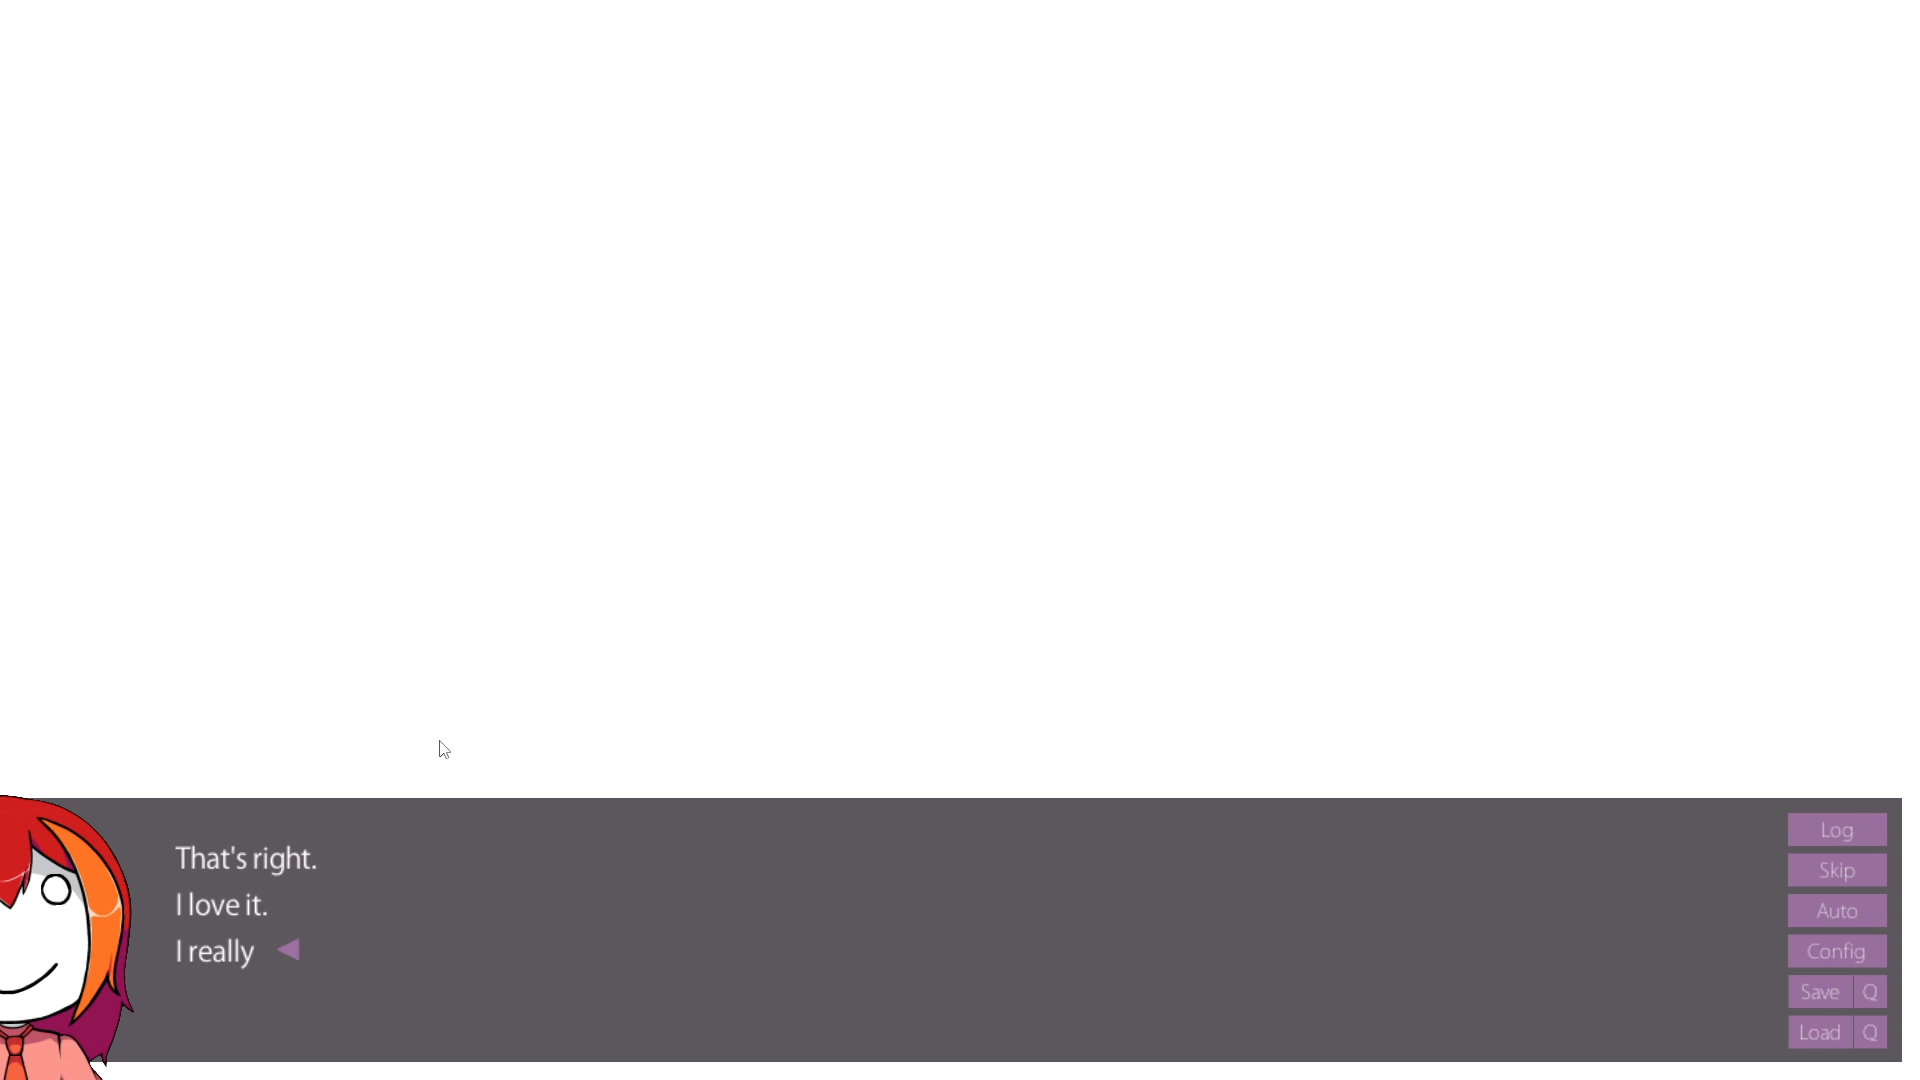 That's right.
I love it.
I really
Log
Skip
Auto
Config
Save Q
Load Q